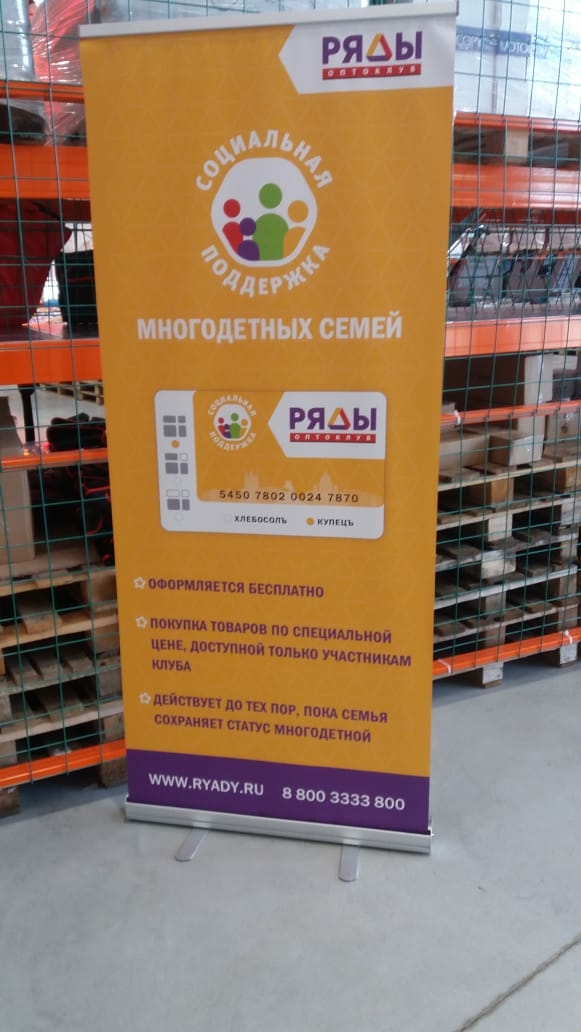 РЯДЫ
ОПТОКЛУБ
СОЦИАЛЬНАЯ
ПОДДЕРЖКА
МНОГОДЕТНЫХ СЕМЕЙ
СОЦИАЛЬНАЯ
ПОДДЕРЖКА
РЯДЫ
ОПТОКЛУБ
5450 7802 0024 7870
ХЛЕБОСОЛЪ КУПЕЦЪ
ОФОРМЛЯЕТСЯ БЕСПЛАТНО
ПОКУПКА ТОВАРОВ ПО СПЕЦИАЛЬНОЙ
ЦЕНЕ, ДОСТУПНОЙ ТОЛЬКО УЧАСТНИКАМ
КЛУБА
ДЕЙСТВУЕТ ДО ТЕХ ПОР, ПОКА СЕМЬЯ
СОХРАНЯЕТ СТАТУС МНОГОДЕТНОЙ
WWW.RYADY.RU 8 800 3333 800